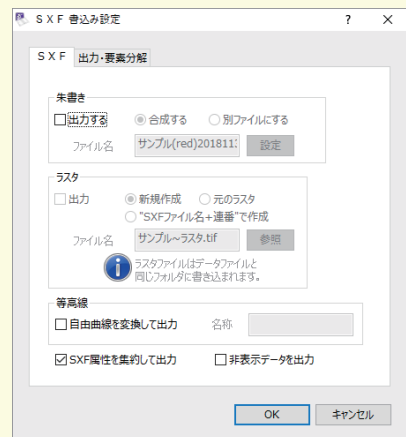 ＳＸＦ 書込み設定
ＳＸＦ 出力・要素分解
朱書き
出力する 合成する 別ファイルにする
ファイル名 サンプル(red)2018111 設定
ラスタ
出力 新規作成 元のラスタ
"SXFファイル名+連番"で作成
ファイル名 サンプル～ラスタ.tif 参照
ラスタファイルはデータファイルと
同じフォルダに書き込まれます。
等高線
自由曲線を変換して出力 名称
SXF属性を集約して出力 非表示データを出力
OK キャンセル